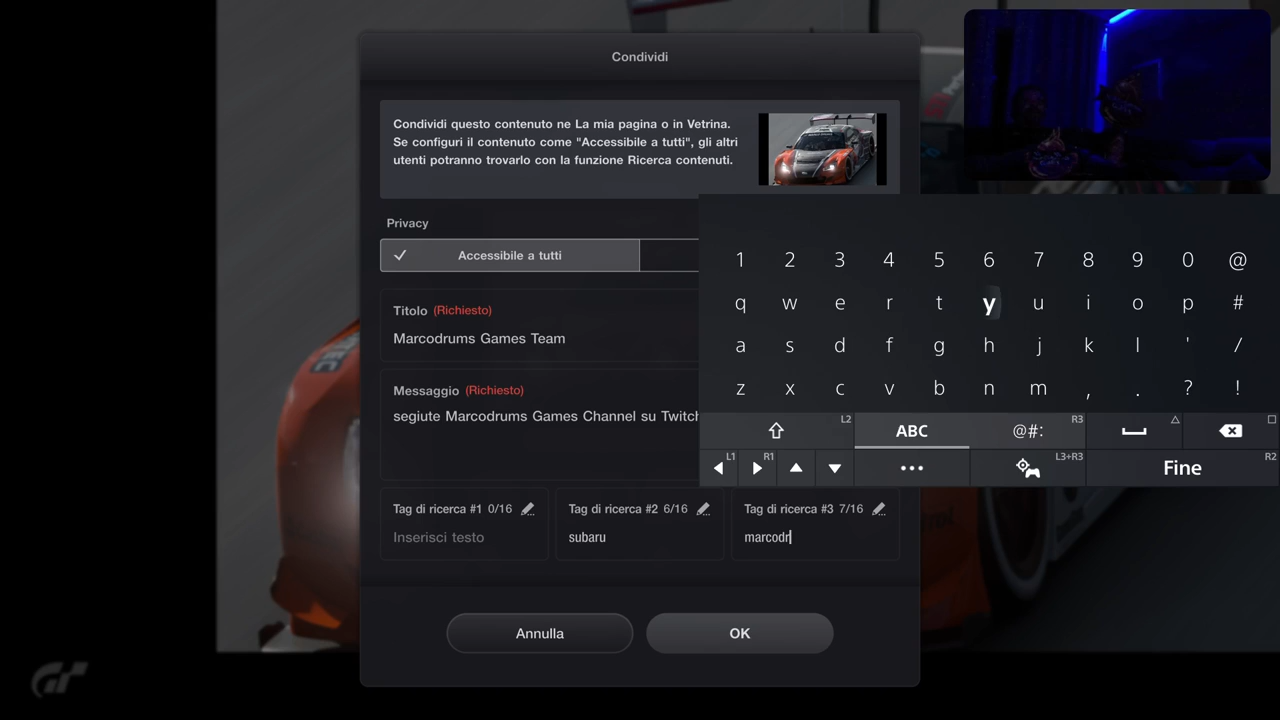 Condividi
Condividi questo contenuto ne La mia pagina o in Vetrina.
Se configuri il contenuto come "Accessibile a tutti", gli altri
utenti potranno trovarlo con la funzione Ricerca contenuti.
Privacy
Accessibile a tutti
Titolo (Richiesto)
Marcodrums Games Team
Messaggio (Richiesto)
segiute Marcodrums Games Channel su Twitch
1 2 3 4 5 6 7 8 9 0 @
q w e r t y u i o p #
a s d f g h j k l ' /
z x c v b n m , . ? !
L2 ABC @#: R3
L1 R1 ... L3+R3 Fine R2
Tag di ricerca #1 0/16
Inserisci testo
Tag di ricerca #2 6/16
subaru
Tag di ricerca #3 7/16
marcodr
Annulla
OK
GT